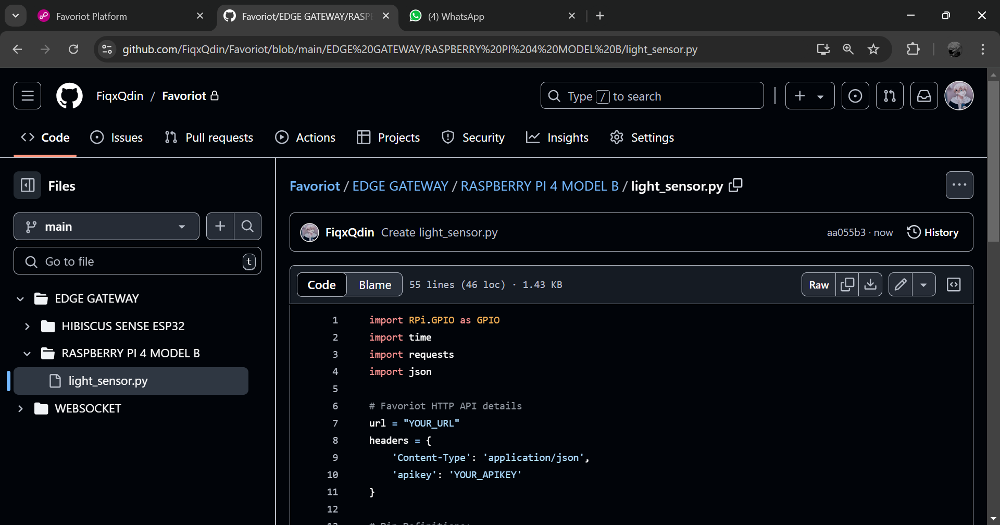 Favoriot Platform
Favoriot/EDGE GATEWAY/RASPE
(4) WhatsApp
github.com/FiqxQdin/Favoriot/blob/main/EDGE%20GATEWAY/RASPBERRY%20PI%204%20MODEL%20B/light_sensor.py
FiqxQdin / Favoriot
Type / to search
Code
Issues
Pull requests
Actions
Projects
Security
Insights
Settings
Files
main
Go to file
t
EDGE GATEWAY
HIBISCUS SENSE ESP32
RASPBERRY PI 4 MODEL B
light_sensor.py
WEBSOCKET
Favoriot / EDGE GATEWAY / RASPBERRY PI 4 MODEL B / light_sensor.py
FiqxQdin Create light_sensor.py
aa055b3 · now
History
Code
Blame
55 lines (46 loc) · 1.43 KB
Raw
1 import RPi.GPIO as GPIO
2 import time
3 import requests
4 import json
5
6 # Favoriot HTTP API details
7 url = "YOUR_URL"
8 headers = {
9 'Content-Type': 'application/json',
10 'apikey': 'YOUR_APIKEY'
11 }
12
13 # Pin Definitions: